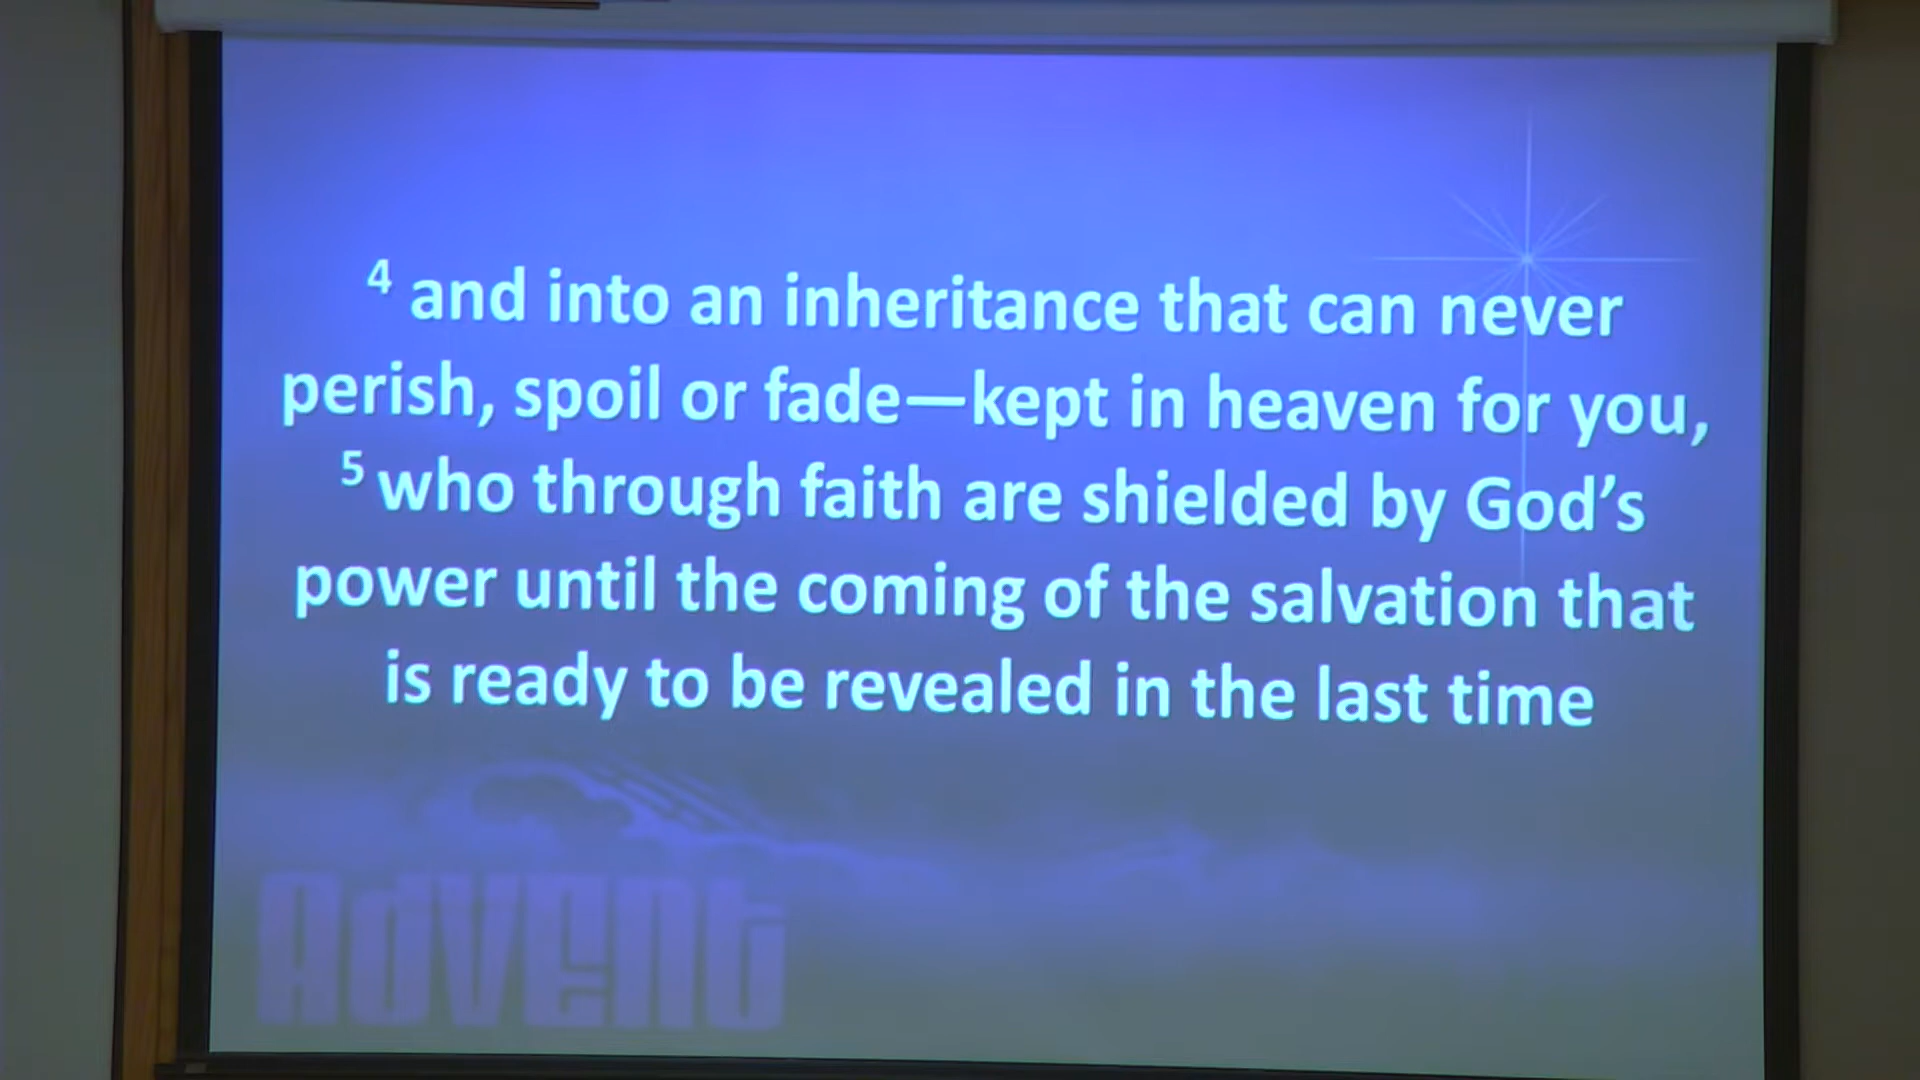 4 and into an inheritance that can never
perish, spoil or fade—kept in heaven for you,
5 who through faith are shielded by God’s
power until the coming of the salvation that
is ready to be revealed in the last time
AdVENt